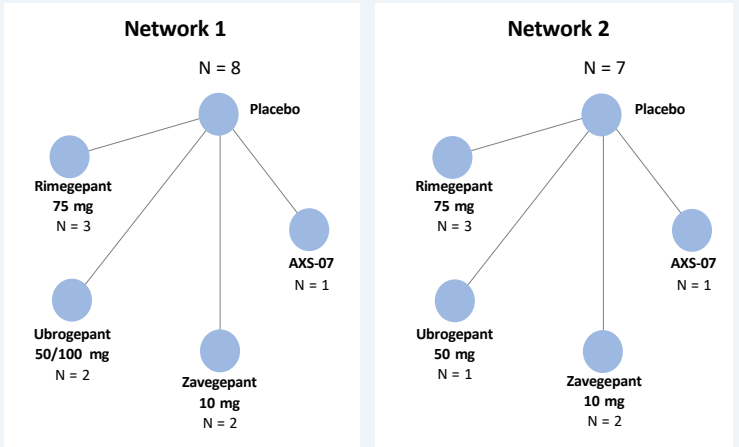 Network 1
N = 8
Placebo
Rimegepant
75 mg
N = 3
AXS-07
N = 1
Ubrogepant
50/100 mg
N = 2
Zavegepant
10 mg
N = 2
Network 2
N = 7
Placebo
Rimegepant
75 mg
N = 3
AXS-07
N = 1
Ubrogepant
50 mg
N = 1
Zavegepant
10 mg
N = 2